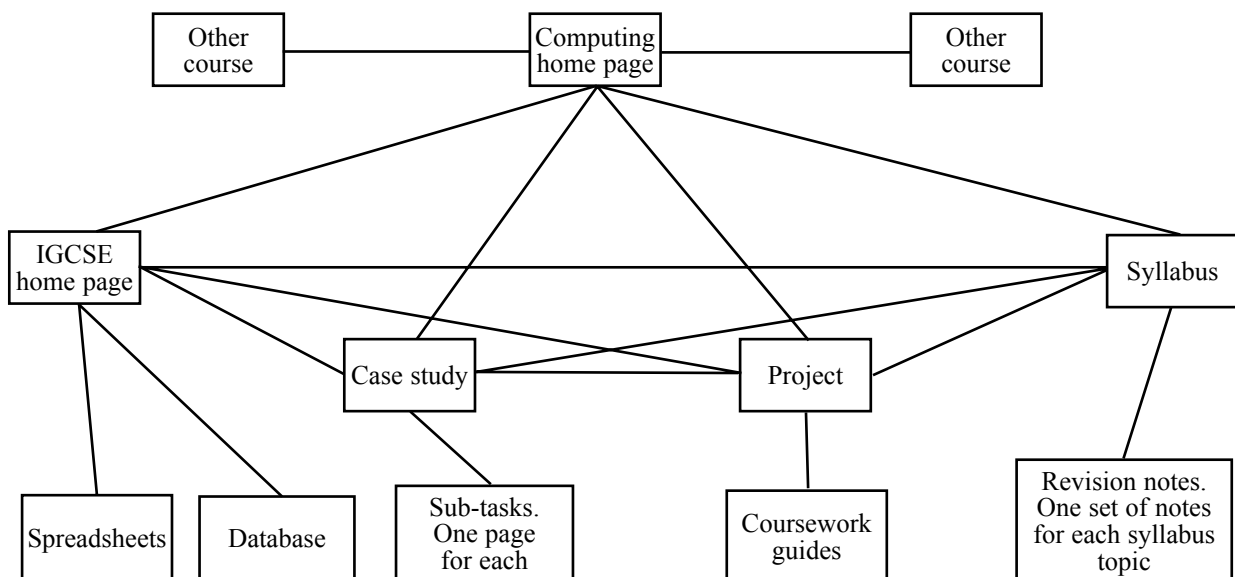 Other
course
Computing
home page
Other
course
IGCSE
home page
Syllabus
Case study
Project
Spreadsheets
Database
Sub-tasks.
One page
for each
Coursework
guides
Revision notes.
One set of notes
for each syllabus
topic